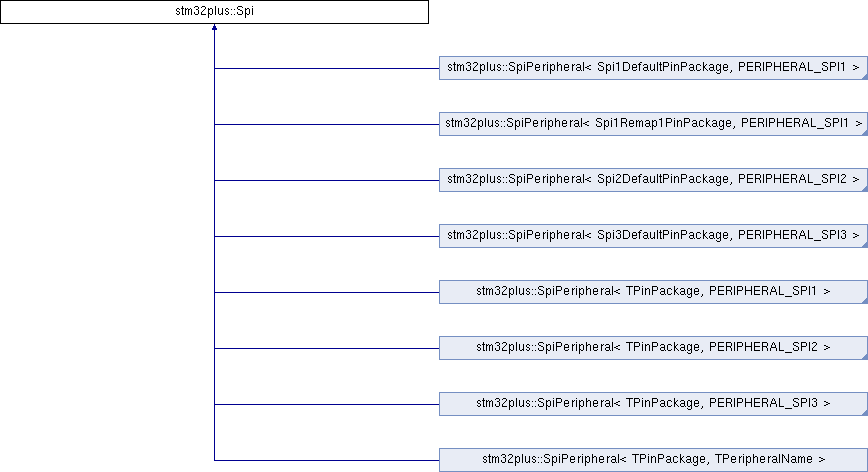 stm32plus::Spi
stm32plus::SpiPeripheral< Spi1DefaultPinPackage, PERIPHERAL_SPI1 >
stm32plus::SpiPeripheral< Spi1Remap1PinPackage, PERIPHERAL_SPI1 >
stm32plus::SpiPeripheral< Spi2DefaultPinPackage, PERIPHERAL_SPI2 >
stm32plus::SpiPeripheral< Spi3DefaultPinPackage, PERIPHERAL_SPI3 >
stm32plus::SpiPeripheral< TPinPackage, PERIPHERAL_SPI1 >
stm32plus::SpiPeripheral< TPinPackage, PERIPHERAL_SPI2 >
stm32plus::SpiPeripheral< TPinPackage, PERIPHERAL_SPI3 >
stm32plus::SpiPeripheral< TPinPackage, TPeripheralName >